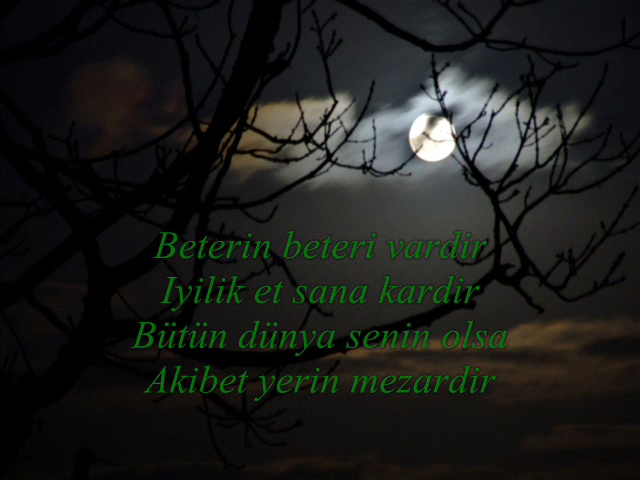 Beterin beteri vardir
Iyilik et sana kardir
Bütün dünya senin olsa
Akibet yerin mezardir